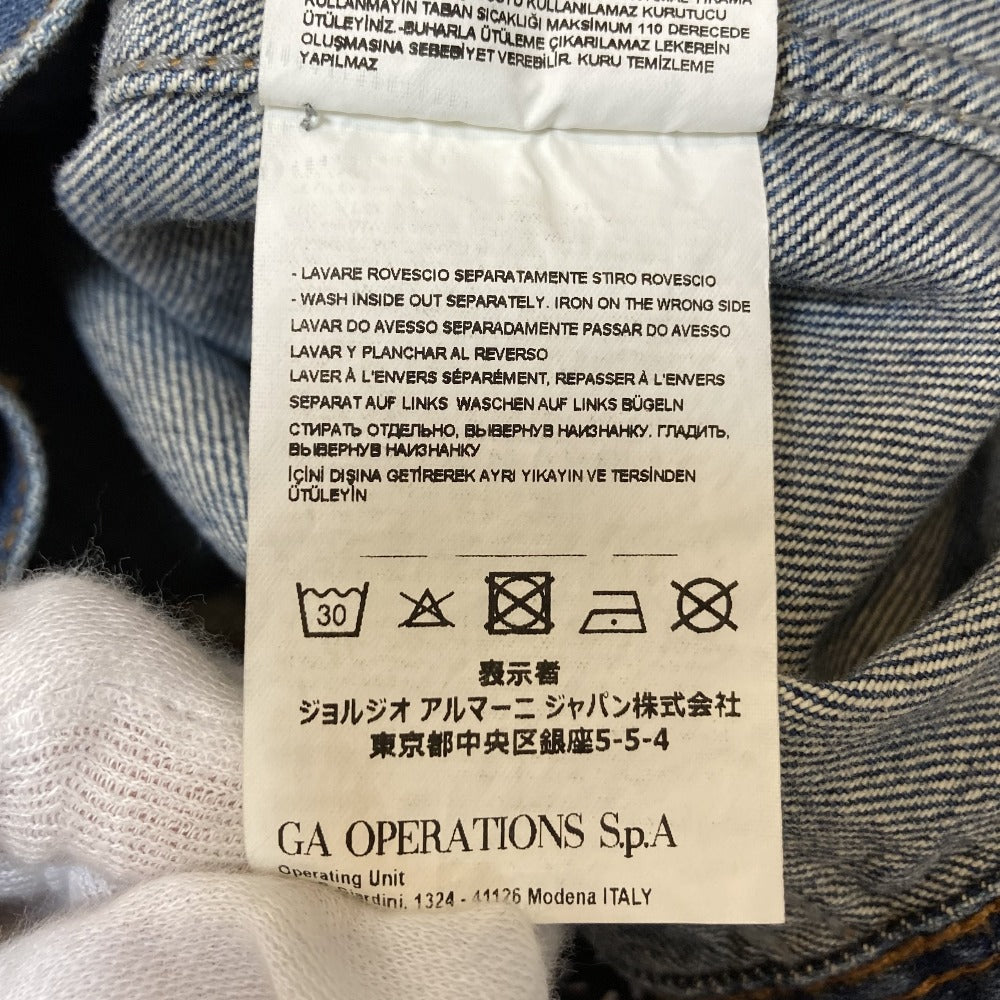 KULLANILAMAZ KURUTUCU
KULLANMAYIN TABAN SICAKLIĞI MAKSİMUM 110 DERECEDE
ÜTÜLEYİNİZ.-BUHARLA ÜTÜLEME ÇIKARILAMAZ LEKEREİN
OLUŞMASINA SEBEBİYET VEREBİLİR. KURU TEMİZLEME
YAPILMAZ
- LAVARE ROVESCIO SEPARATAMENTE STIRO ROVESCIO
- WASH INSIDE OUT SEPARATELY. IRON ON THE WRONG SIDE
LAVAR DO AVESSO SEPARADAMENTE PASSAR DO AVESSO
LAVAR Y PLANCHAR AL REVERSO
LAVER À L'ENVERS SÉPARÉMENT, REPASSER À L'ENVERS
SEPARAT AUF LINKS WASCHEN AUF LINKS BÜGELN
СТИРАТЬ ОТДЕЛЬНО, ВЫВЕРНУВ НАИЗНАНКУ. ГЛАДИТЬ,
ВЫВЕРНУВ НАИЗНАНКУ
İÇİNİ DIŞINA GETİREREK AYRI YIKAYIN VE TERSİNDEN
ÜTÜLEYİN
30
表示者
ジョルジオ アルマーニ ジャパン株式会社
東京都中央区銀座5-5-4
GA OPERATIONS S.p.A
Operating Unit
1324 - 41126 Modena ITALY